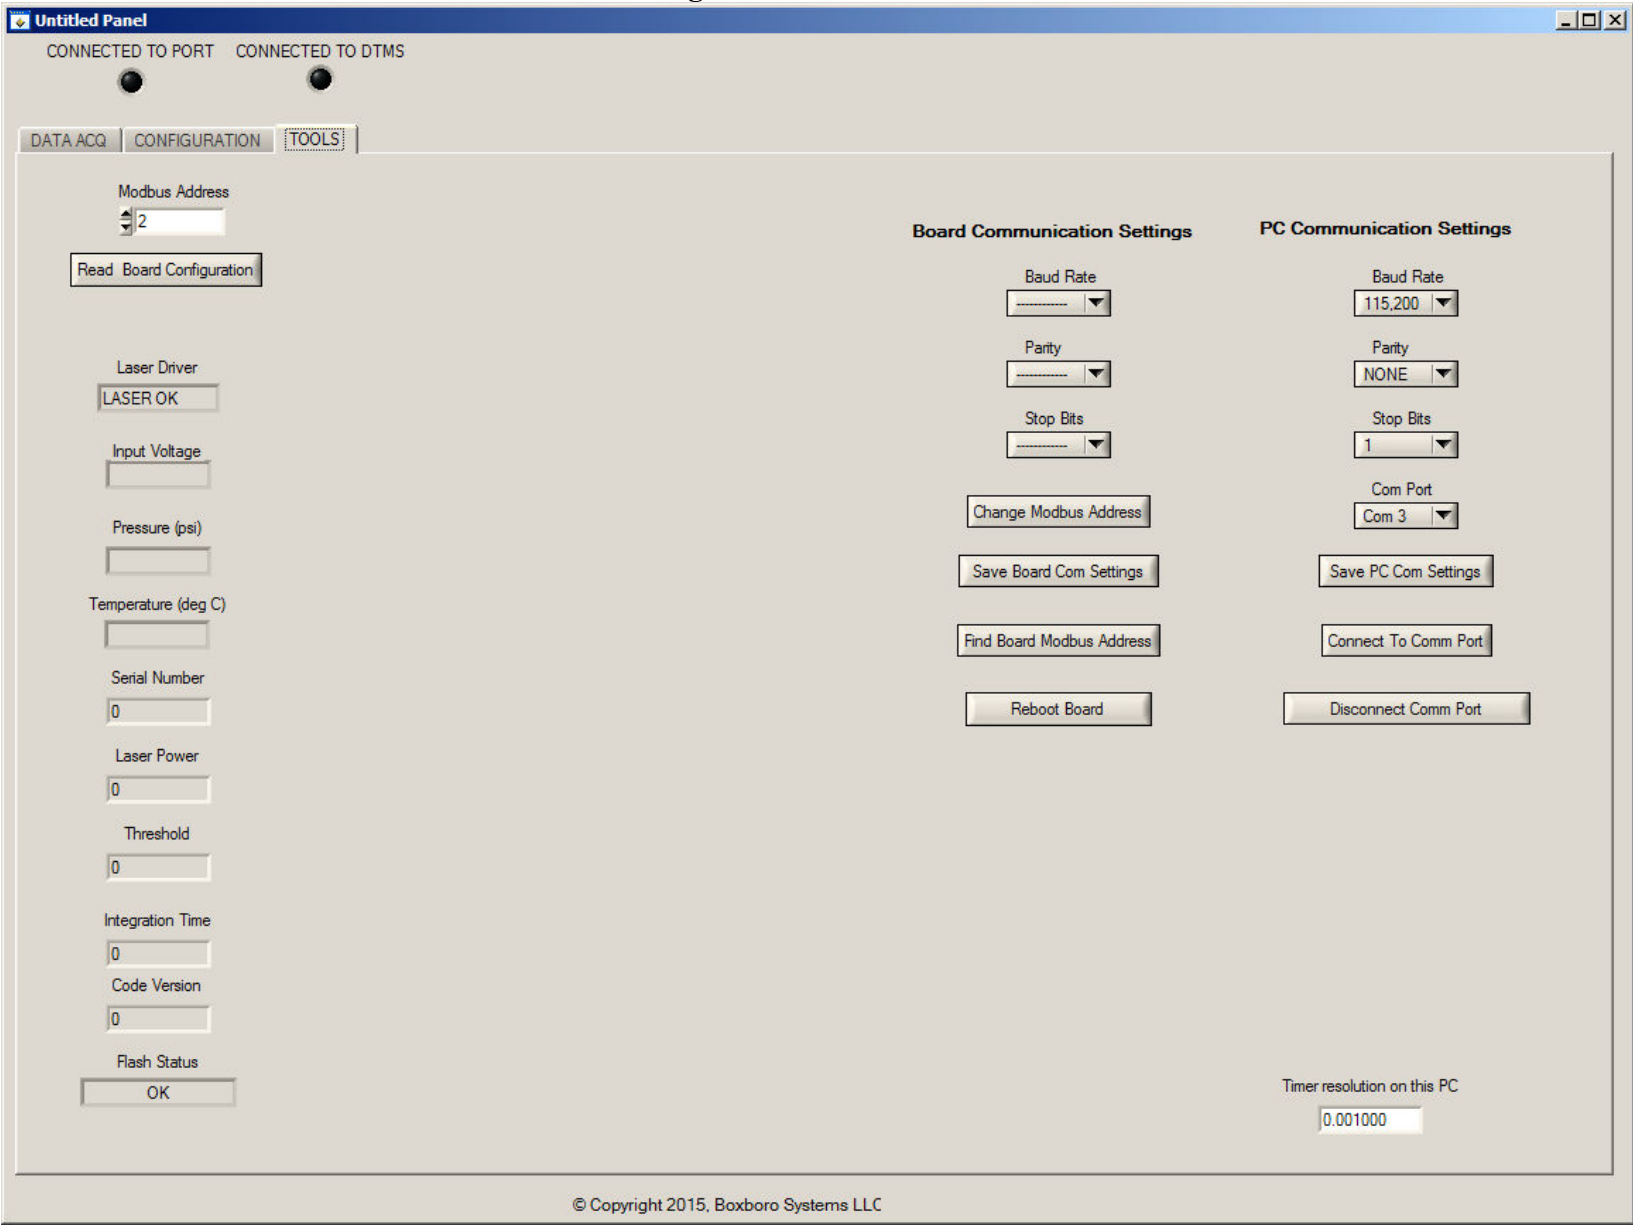 Untitled Panel
CONNECTED TO PORT CONNECTED TO DTMS
DATA ACQ CONFIGURATION TOOLS
Modbus Address
2
Read Board Configuration
Laser Driver
LASER OK
Input Voltage
Pressure (psi)
Temperature (deg C)
Serial Number
0
Laser Power
0
Threshold
0
Integration Time
0
Code Version
0
Flash Status
OK
Board Communication Settings
Baud Rate
------------
Parity
------------
Stop Bits
------------
Change Modbus Address
Save Board Com Settings
Find Board Modbus Address
Reboot Board
PC Communication Settings
Baud Rate
115,200
Parity
NONE
Stop Bits
1
Com Port
Com 3
Save PC Com Settings
Connect To Comm Port
Disconnect Comm Port
Timer resolution on this PC
0.001000
© Copyright 2015, Boxboro Systems LLC